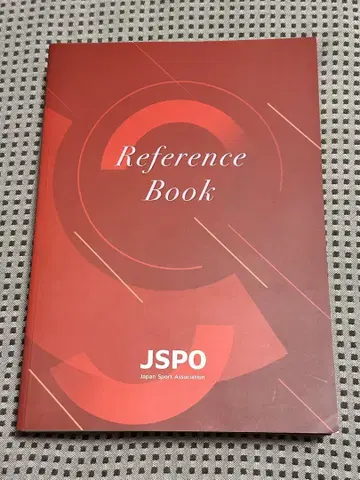 Reference
Book
JSPO
Japan Sport Association